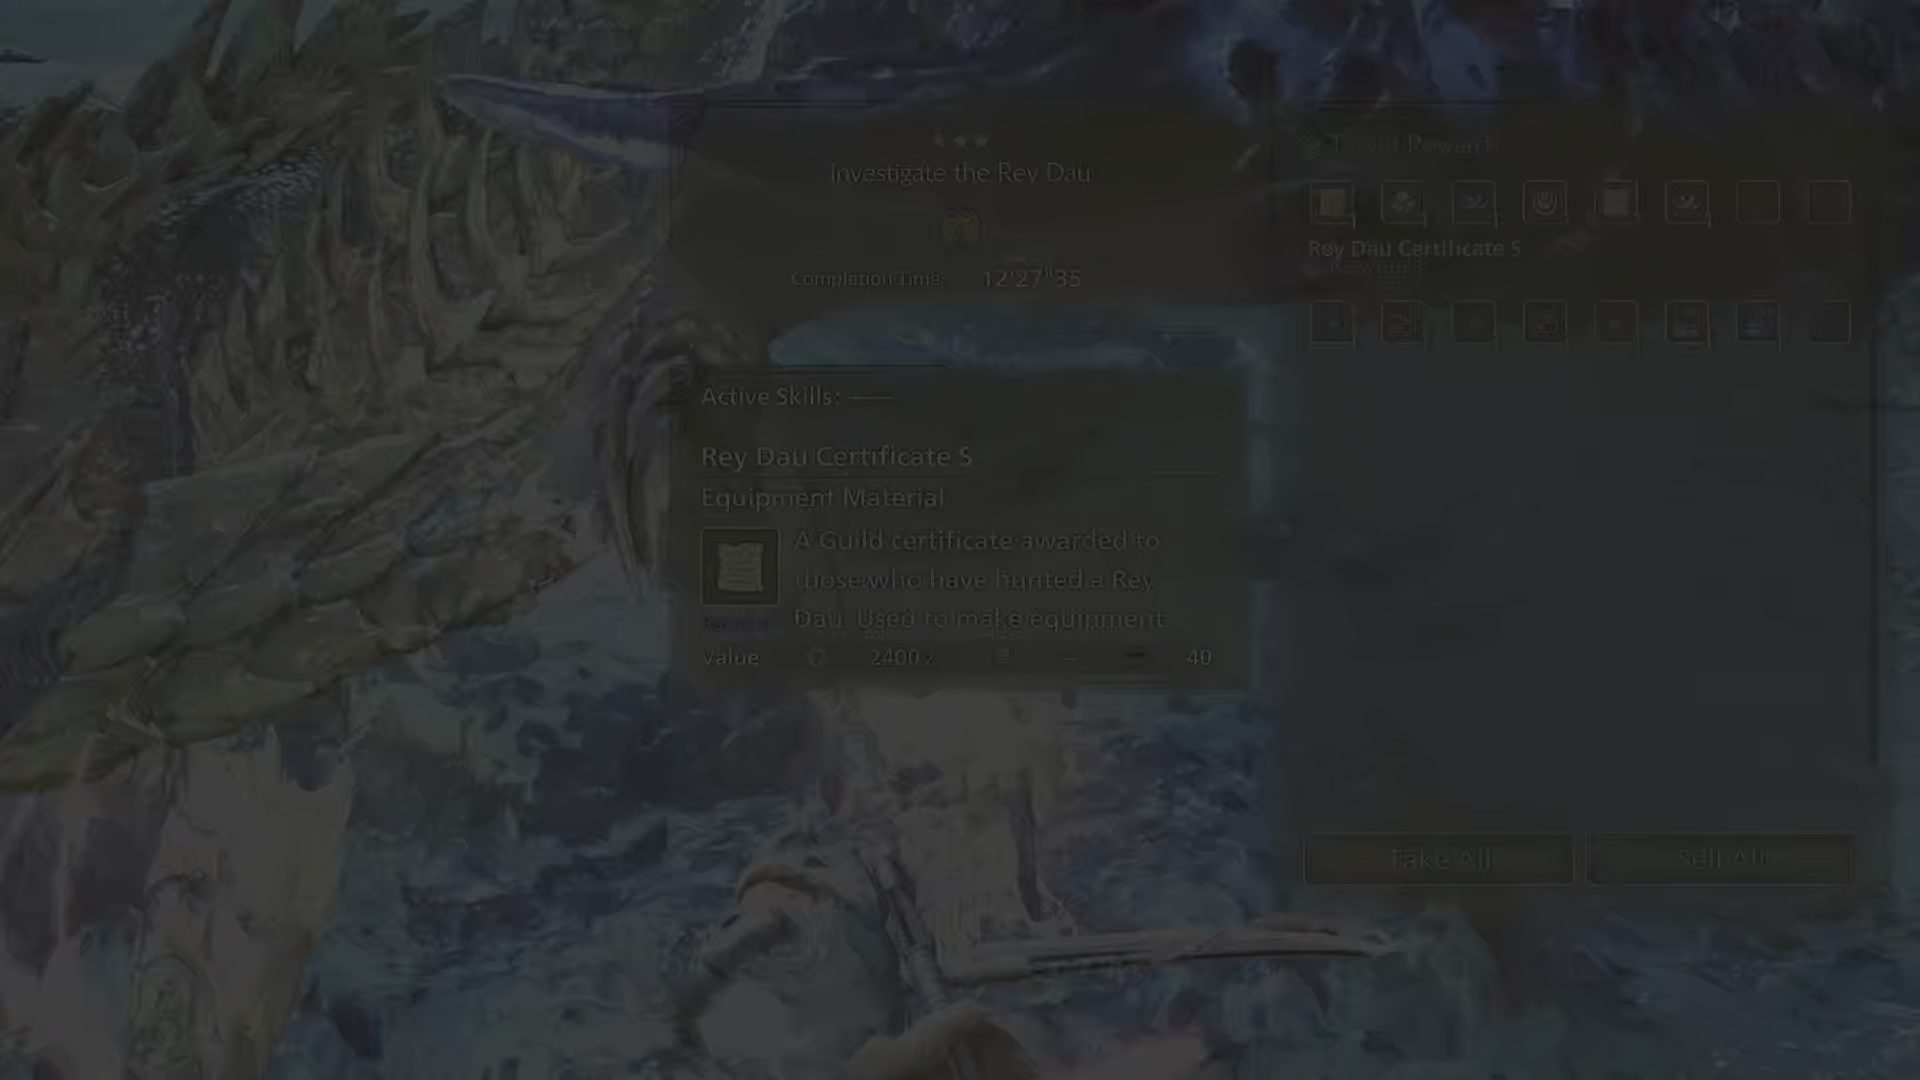 Investigate the Rey Dau
Completion Time 12'27"35
Rewards
Rey Dau Certificate S
Active Skills: ——
Rey Dau Certificate S
Equipment Material
A Guild certificate awarded to
those who have hunted a Rey
Dau. Used to make equipment
Value 2400 z 40
Take All Sell All